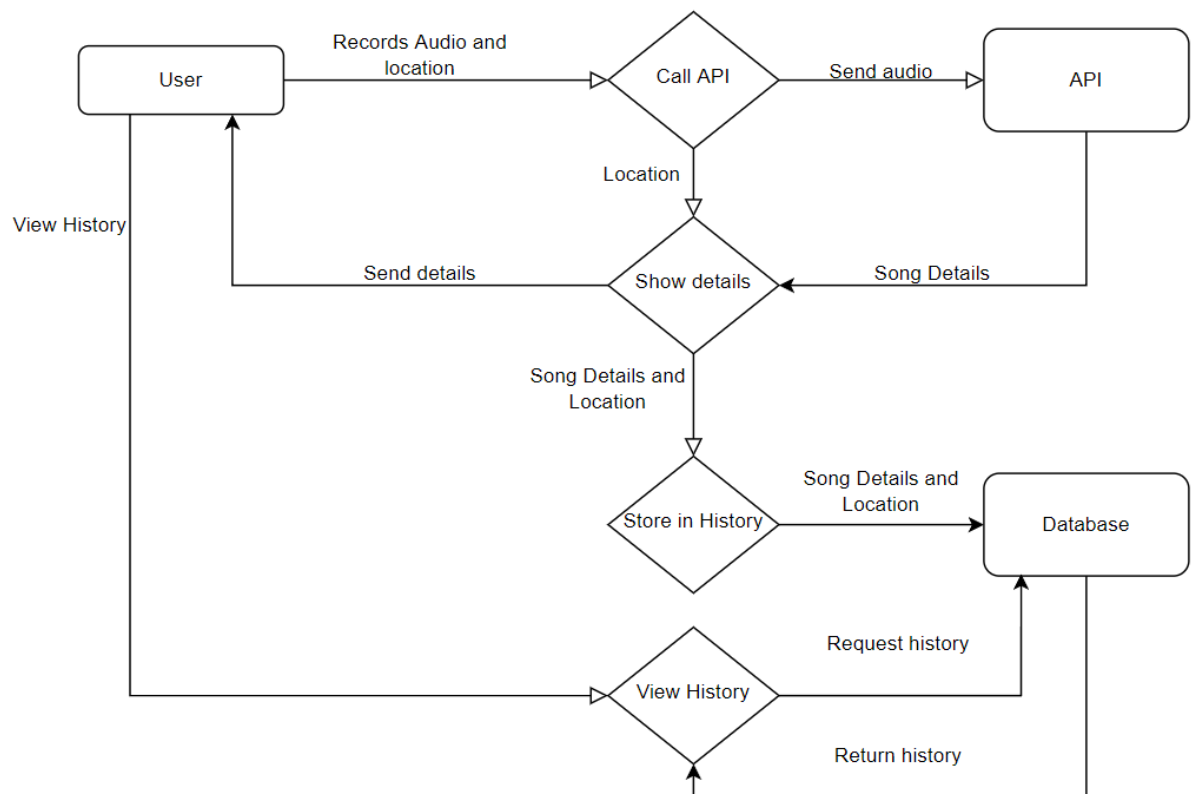 Records Audio and
location
User
Call API
Send audio
API
Location
View History
Send details
Show details
Song Details
Song Details and
Location
Song Details and
Location
Store in History
Database
Request history
View History
Return history